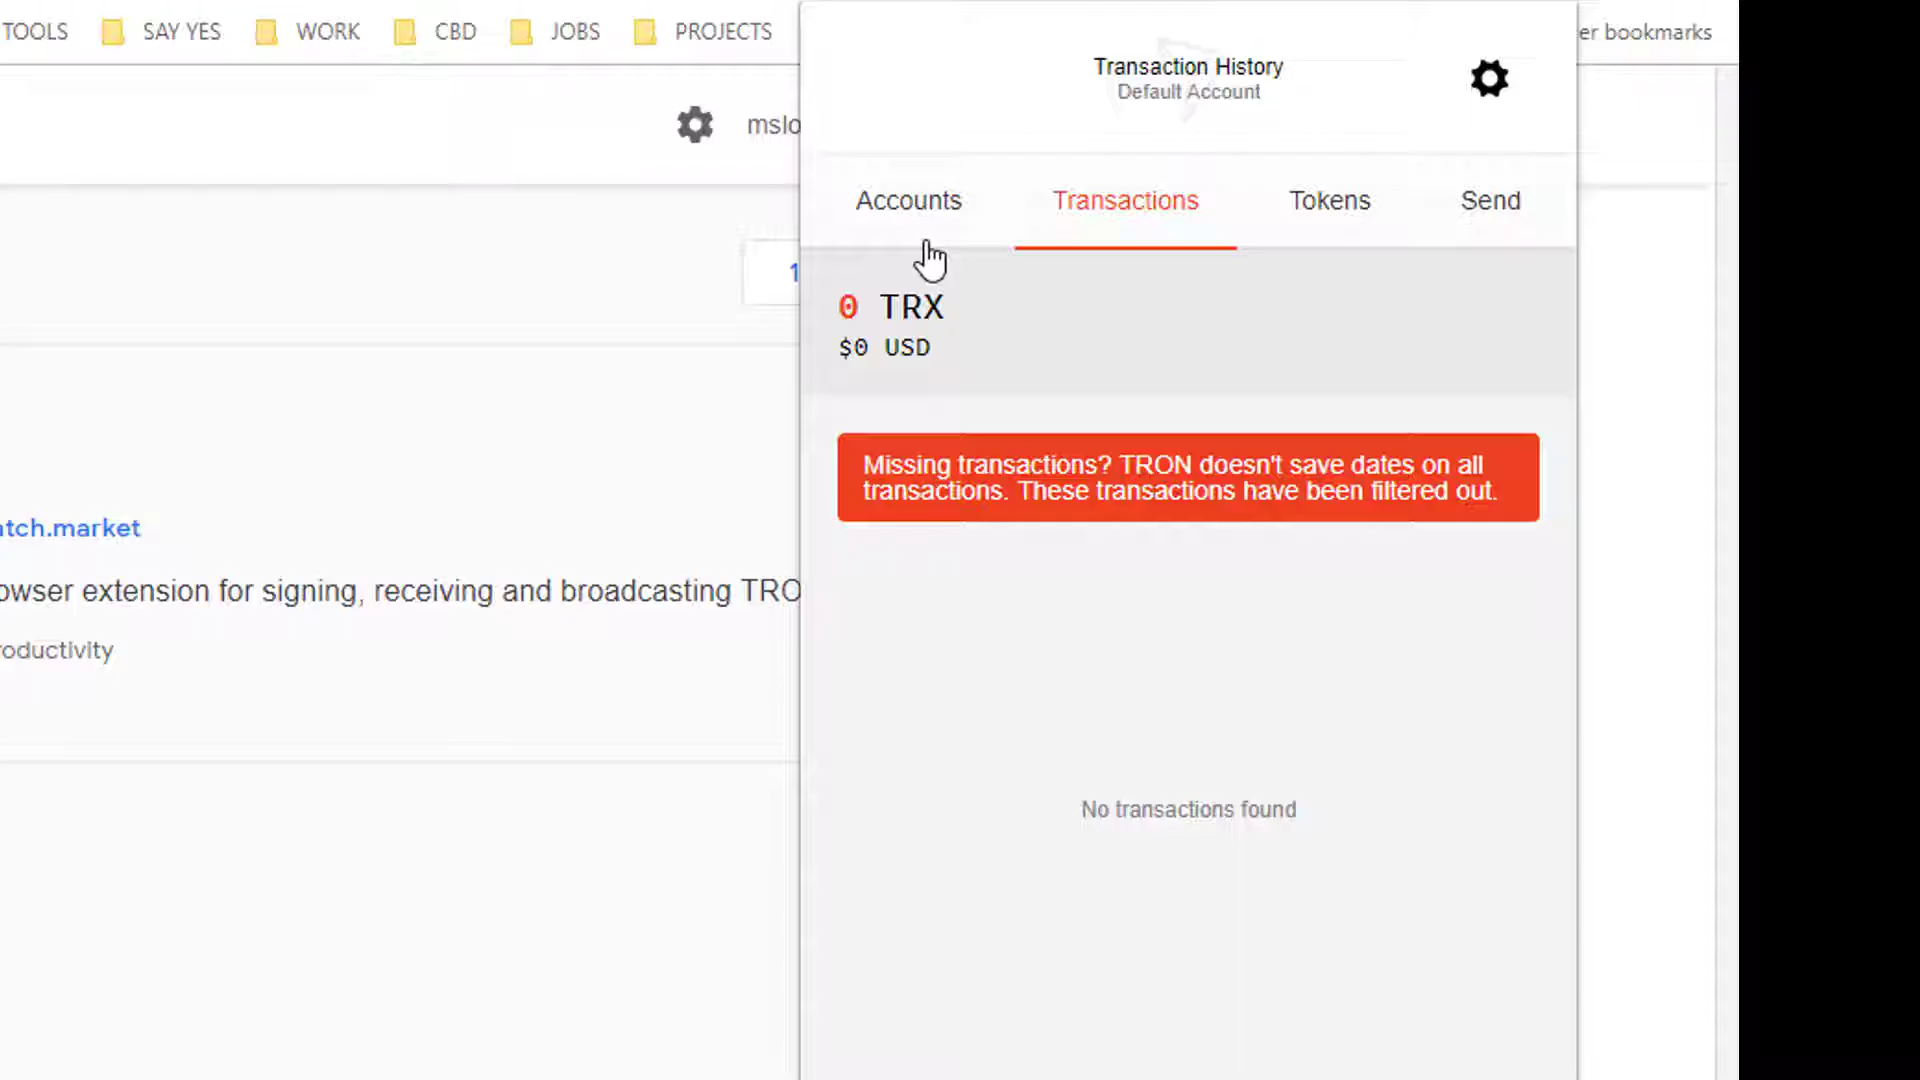 TOOLS SAY YES WORK CBD JOBS PROJECTS
er bookmarks
Transaction History
Default Account
mslo
Accounts Transactions Tokens Send
1
0 TRX
$0 USD
Missing transactions? TRON doesn't save dates on all
transactions. These transactions have been filtered out.
atch.market
owser extension for signing, receiving and broadcasting TRO
roductivity
No transactions found